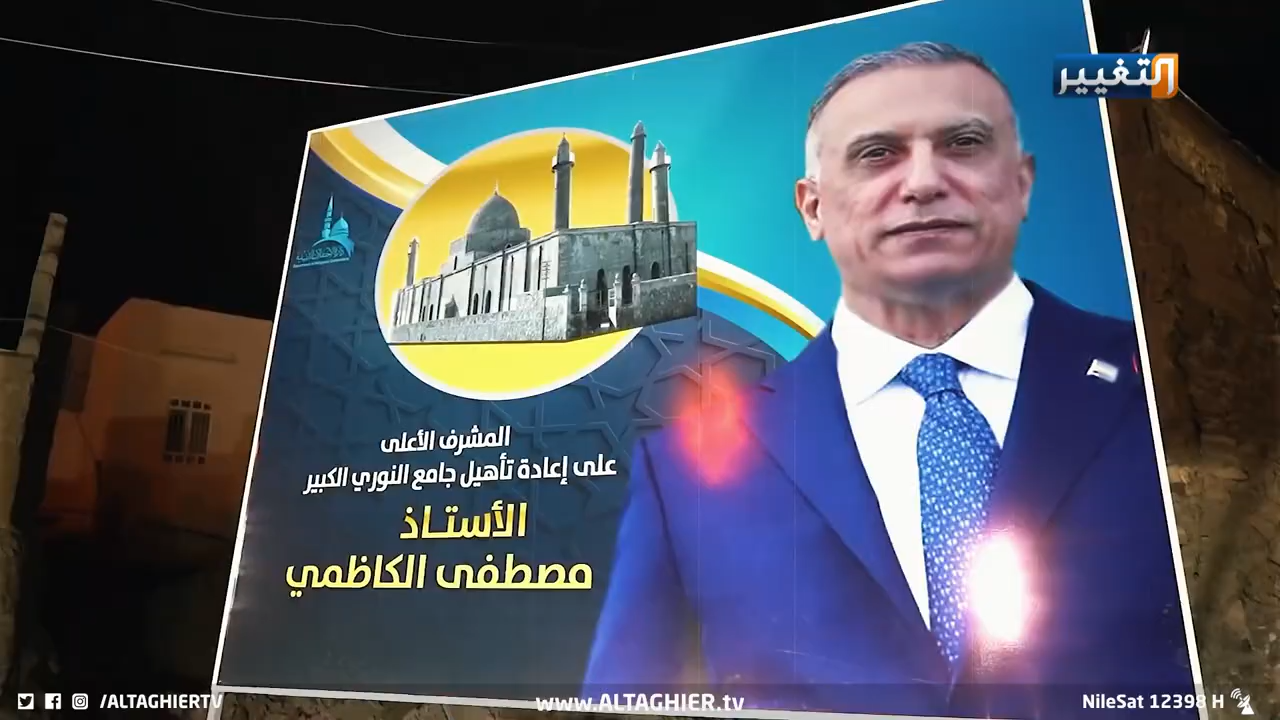 التغيير
المشرف الأعلى
على إعادة تأهيل جامع النوري الكبير
الأستاذ
مصطفى الكاظمي
/ALTAGHIERTV
www.ALTAGHIER.tv
NileSat 12398 H